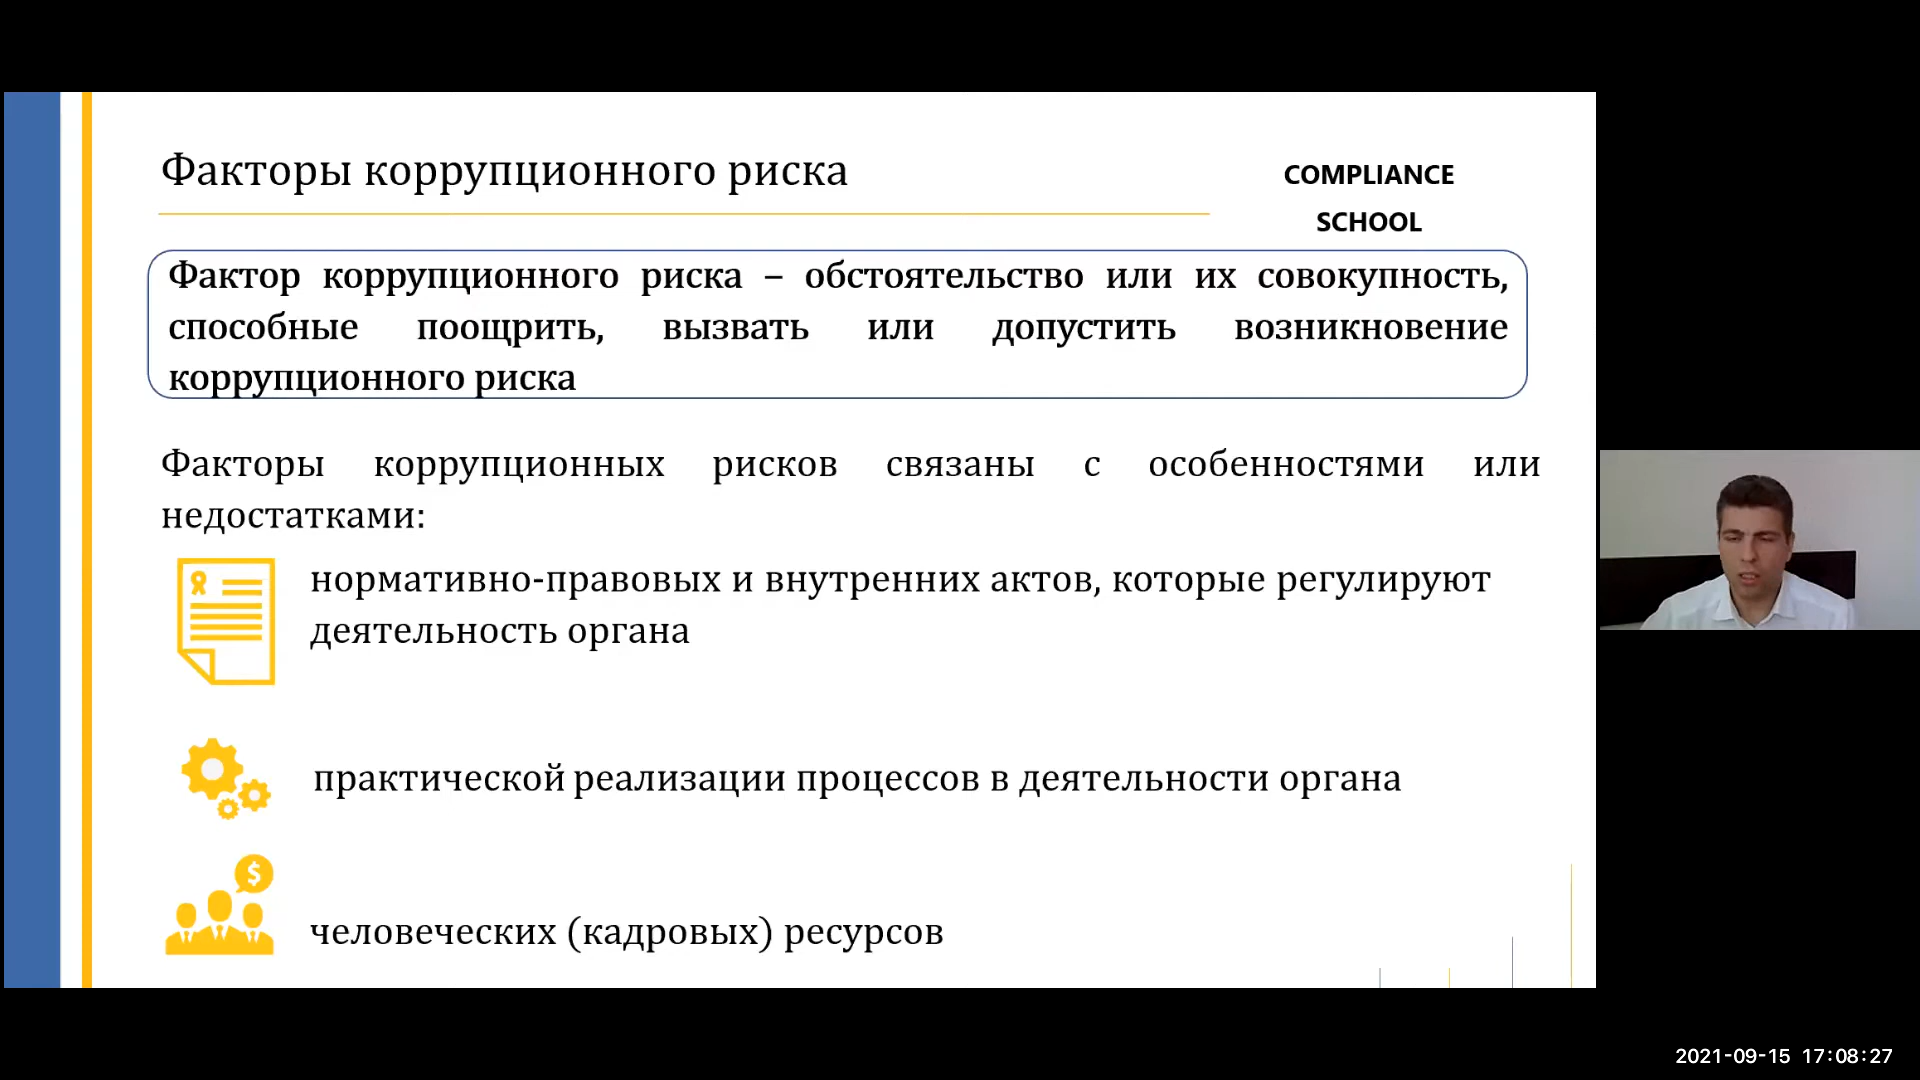 Факторы коррупционного риска
COMPLIANCE
SCHOOL
Фактор коррупционного риска – обстоятельство или их совокупность,
способные поощрить, вызвать или допустить возникновение
коррупционного риска
Факторы коррупционных рисков связаны с особенностями или
недостатками:
нормативно-правовых и внутренних актов, которые регулируют
деятельность органа
практической реализации процессов в деятельности органа
$
человеческих (кадровых) ресурсов
2021-09-15 17:08:27